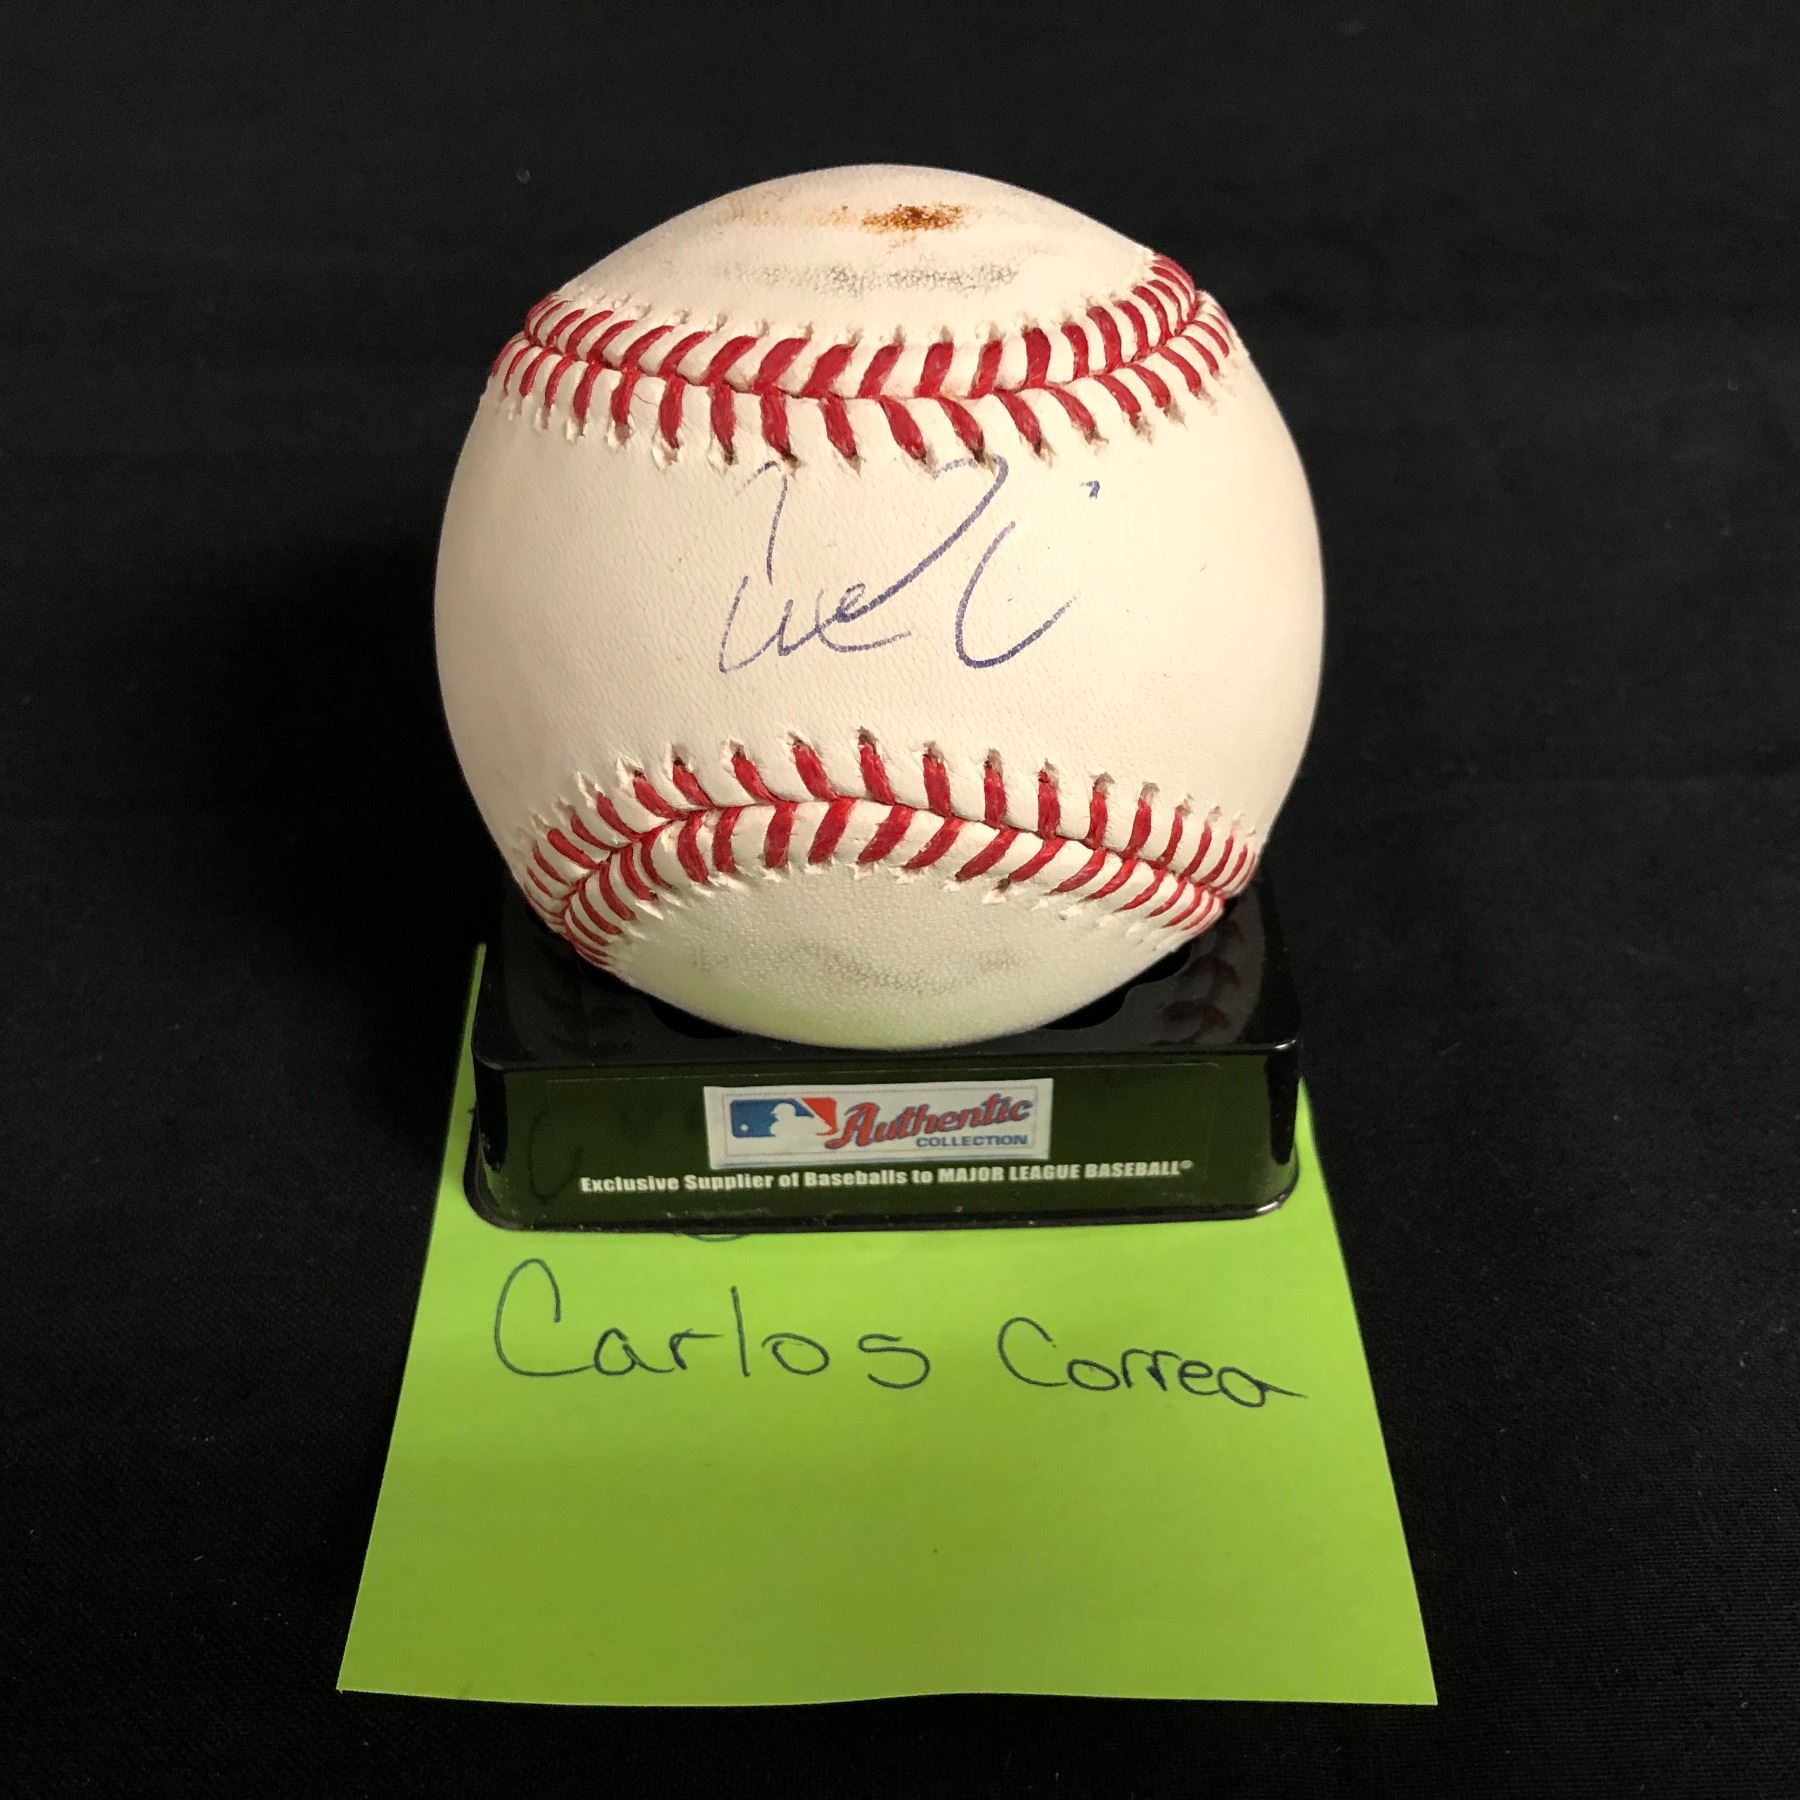 Authentic
COLLECTION
Exclusive Supplier of Baseballs to MAJOR LEAGUE BASEBALL®
Carlos Correa